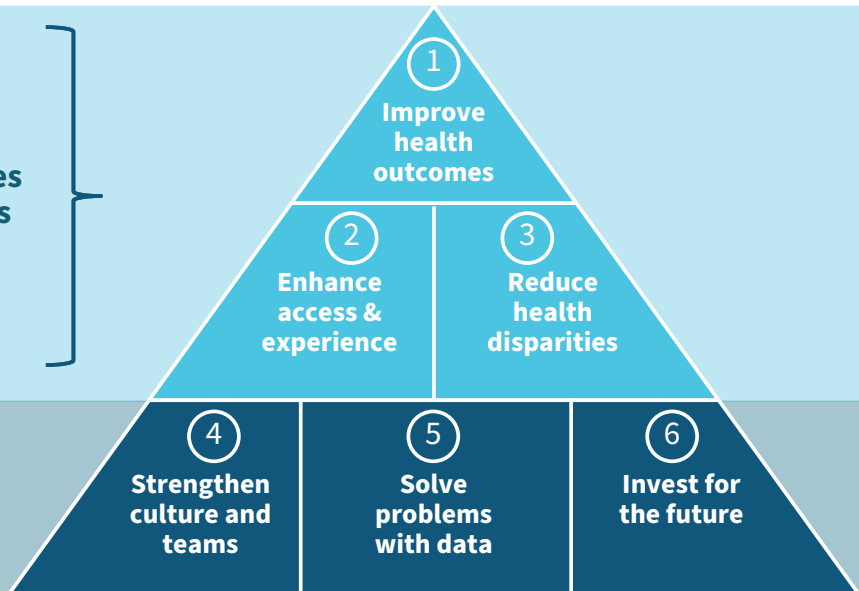 1
Improve
health
outcomes
2
Enhance
access &
experience
3
Reduce
health
disparities
4
Strengthen
culture and
teams
5
Solve
problems
with data
6
Invest for
the future